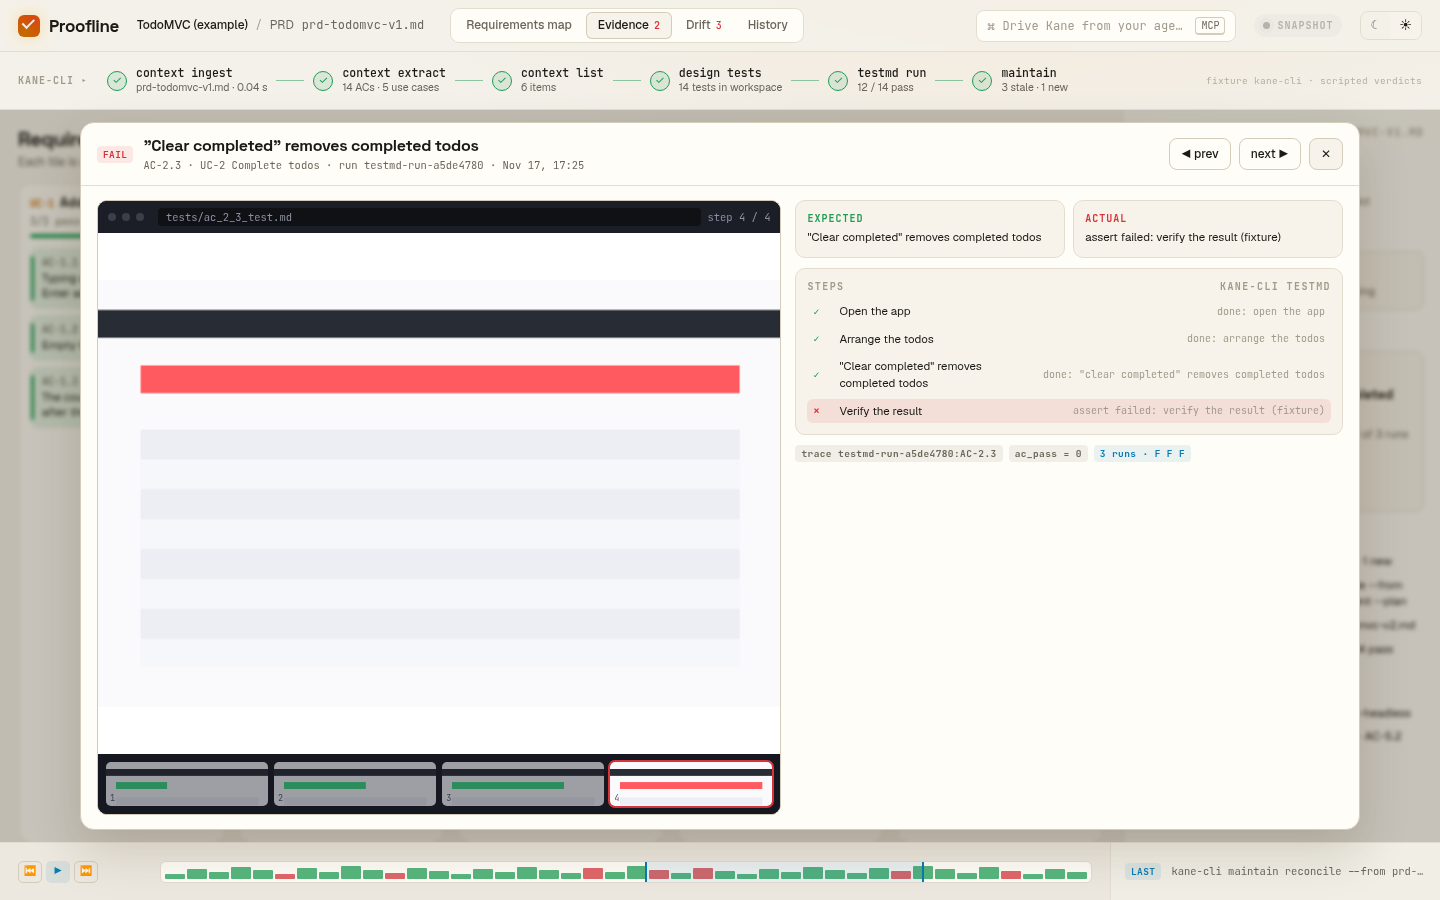 Proofline
TodoMVC (example) / PRD prd-todomvc-v1.md
Requirements map
Evidence 2
Drift 3
History
⌘ Drive Kane from your age… MCP
SNAPSHOT
KANE-CLI
context ingest
prd-todomvc-v1.md · 0.04 s
context extract
14 ACs · 5 use cases
context list
6 items
design tests
14 tests in workspace
testmd run
12 / 14 pass
maintain
3 stale · 1 new
fixture kane-cli · scripted verdicts
FAIL
"Clear completed" removes completed todos
AC-2.3 · UC-2 Complete todos · run testmd-run-a5de4780 · Nov 17, 17:25
◀ prev
next ▶
✕
tests/ac_2_3_test.md
step 4 / 4
1
2
3
4
EXPECTED
"Clear completed" removes completed todos
ACTUAL
assert failed: verify the result (fixture)
STEPS
KANE-CLI TESTMD
✓ Open the app done: open the app
✓ Arrange the todos done: arrange the todos
✓ "Clear completed" removes completed todos done: "clear completed" removes completed todos
× Verify the result assert failed: verify the result (fixture)
trace testmd-run-a5de4780:AC-2.3
ac_pass = 0
3 runs · F F F
LAST
kane-cli maintain reconcile --from prd-…